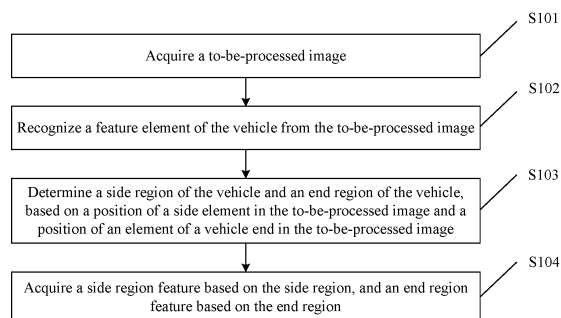 S101
Acquire a to-be-processed image
S102
Recognize a feature element of the vehicle from the to-be-processed image
S103
Determine a side region of the vehicle and an end region of the vehicle,
based on a position of a side element in the to-be-processed image and a
position of an element of a vehicle end in the to-be-processed image
S104
Acquire a side region feature based on the side region, and an end region
feature based on the end region